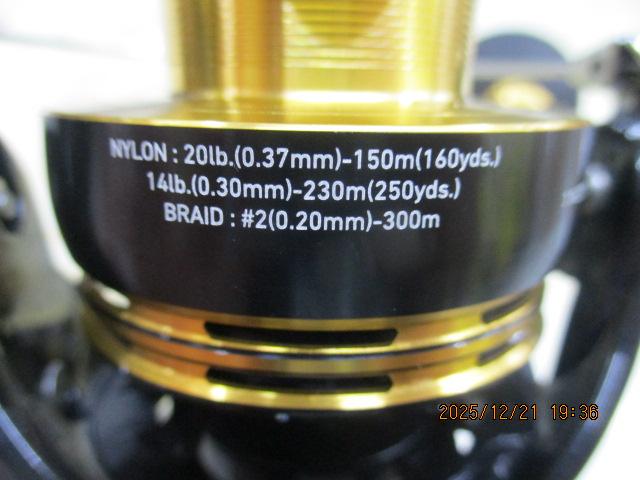 NYLON : 20lb.(0.37mm)-150m(160yds.)
14lb.(0.30mm)-230m(250yds.)
BRAID : #2(0.20mm)-300m
2025/12/21 19:36